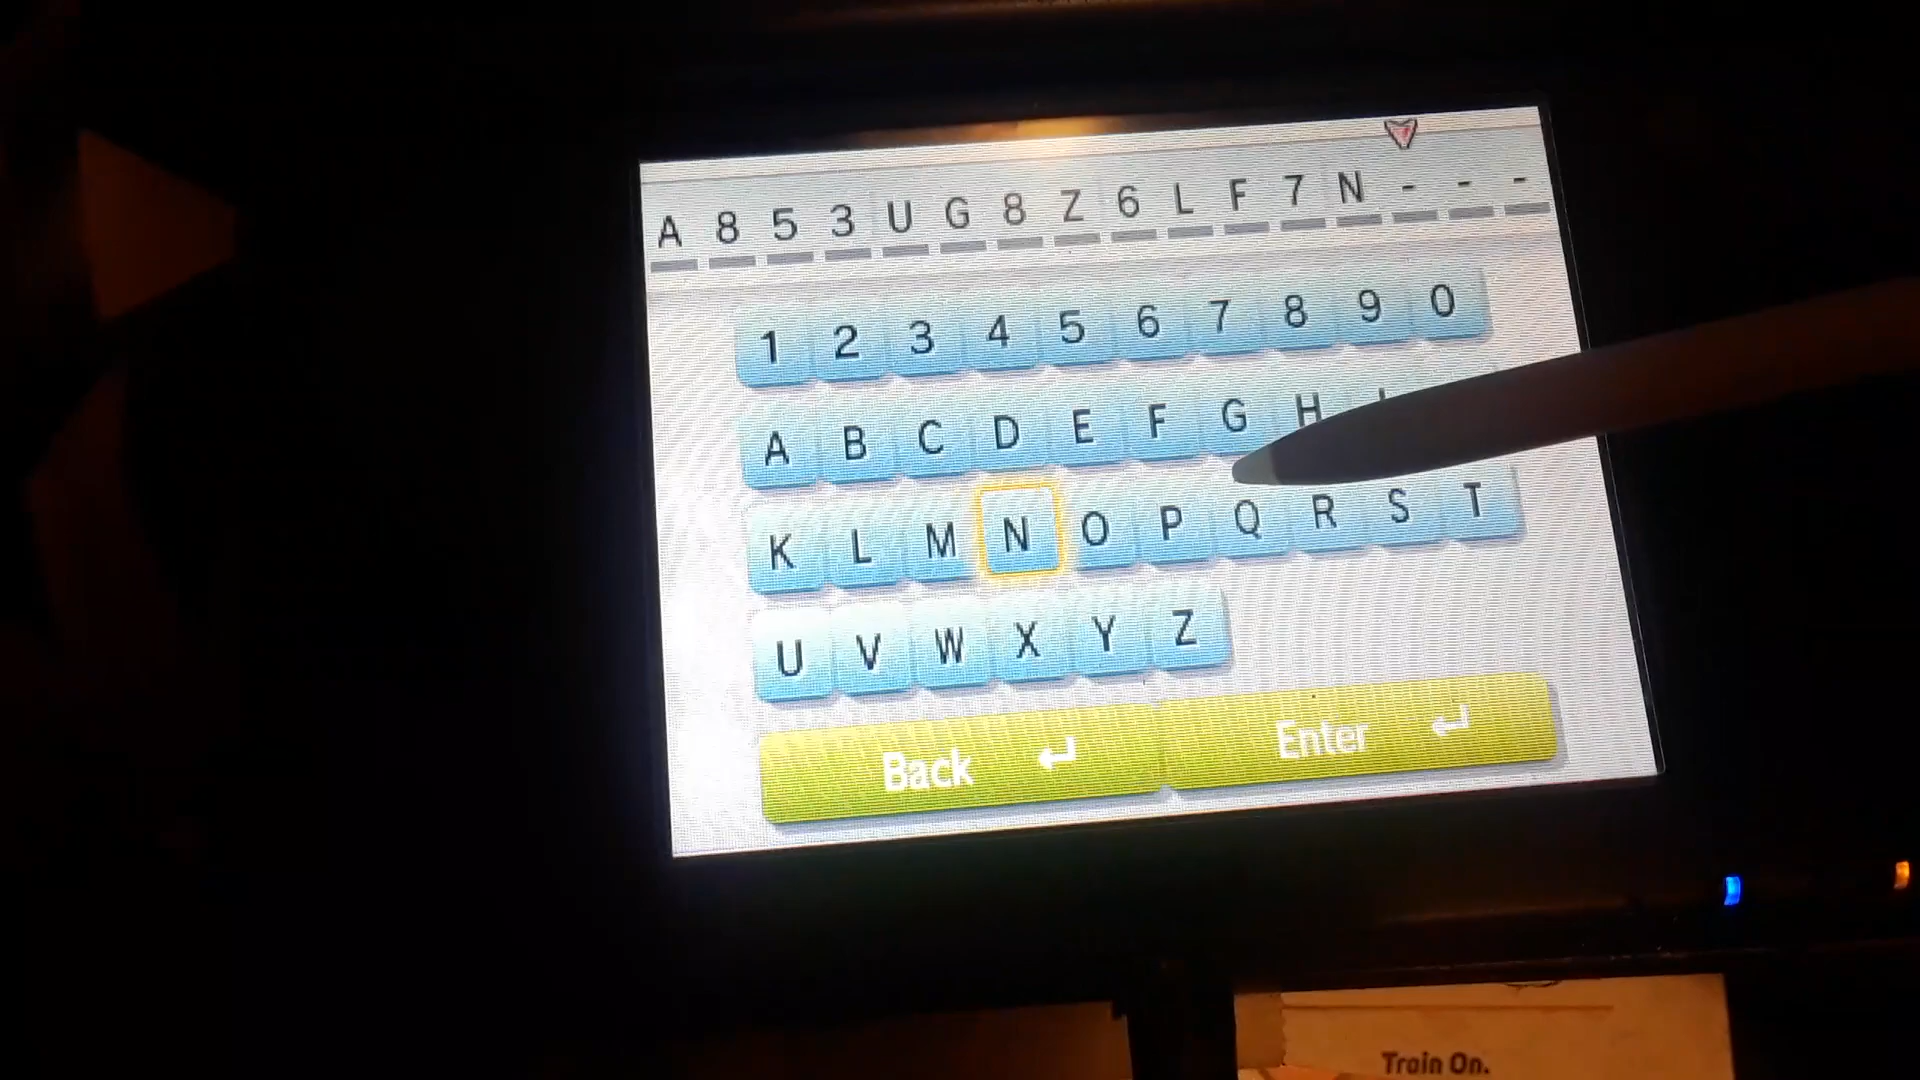 A 8 5 3 U G 8 Z 6 L F 7 N - - -
1 2 3 4 5 6 7 8 9 0
A B C D E F G H
K L M N O P Q R S T
U V W X Y Z
Back Enter
Train On.